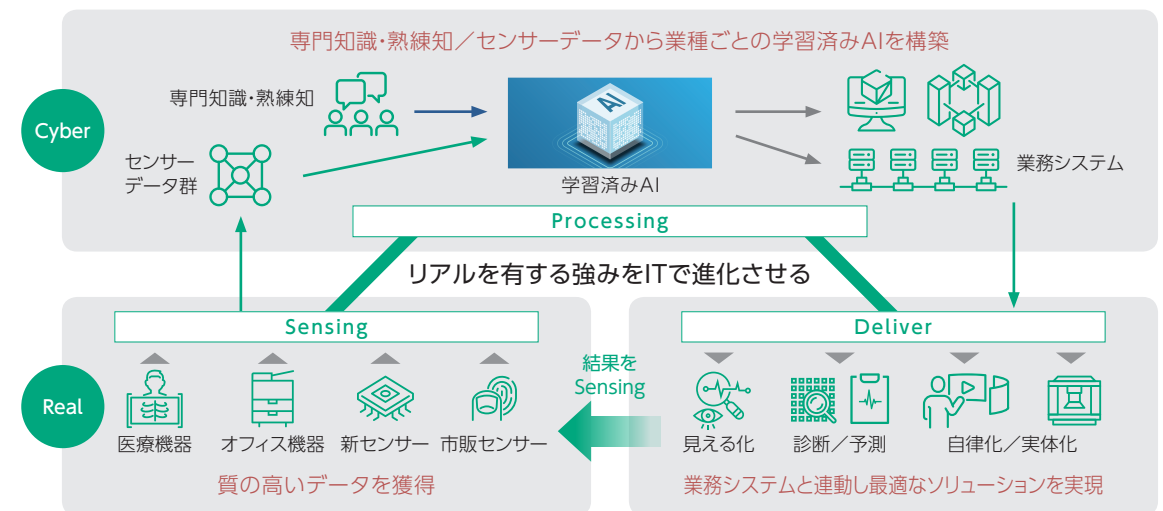 専門知識・熟練知／センサーデータから業種ごとの学習済みAIを構築
Cyber
専門知識・熟練知
センサー
データ群
AI
学習済みAI
業務システム
Processing
リアルを有する強みをITで進化させる
Sensing
Deliver
結果を
Sensing
Real
医療機器
オフィス機器
新センサー
市販センサー
見える化
診断／予測
自律化／実体化
質の高いデータを獲得
業務システムと連動し最適なソリューションを実現